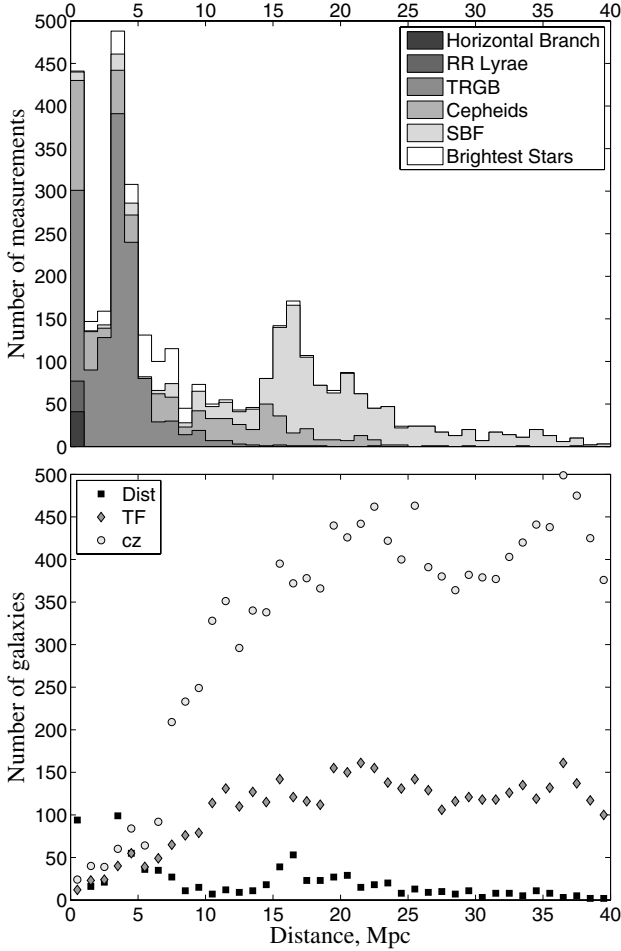 0 5 10 15 20 25 30 35 40
500
450
400
350
300
250
200
150
100
50
0
Number of measurements
Horizontal Branch
RR Lyrae
TRGB
Cepheids
SBF
Brightest Stars
500
450
400
350
300
250
200
150
100
50
0
Number of galaxies
Dist
TF
cz
0 5 10 15 20 25 30 35 40
Distance, Mpc